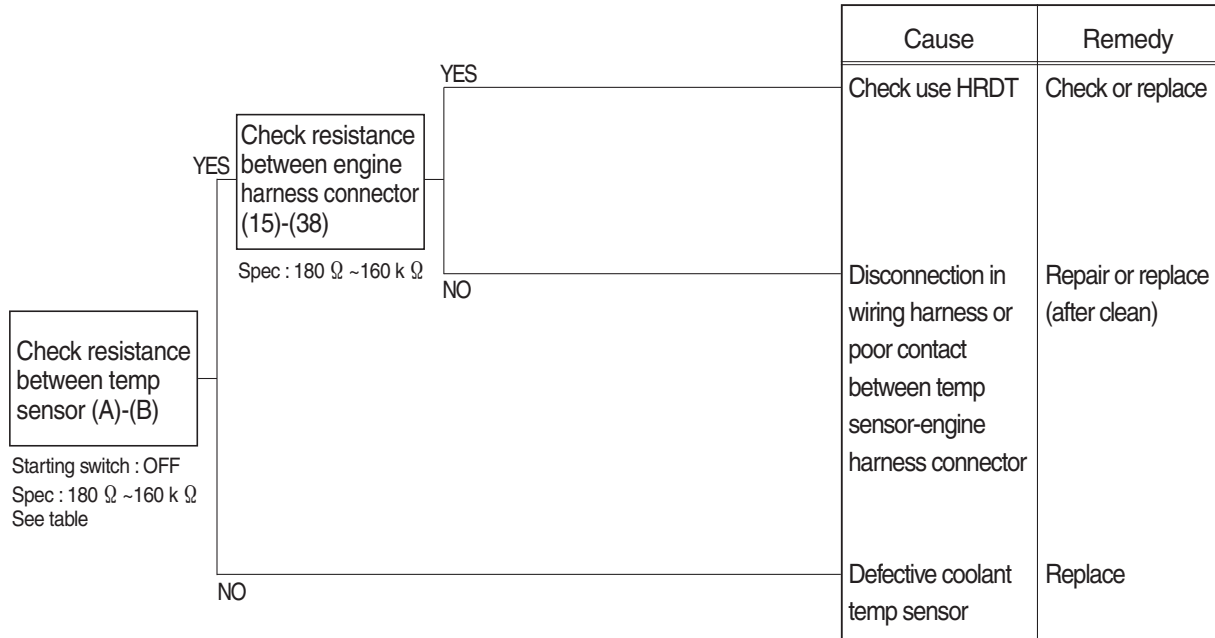 Cause Remedy
YES
Check use HRDT Check or replace
Check resistance
between engine
harness connector
(15)-(38)
YES
Spec : 180 Ω ~160 k Ω
NO
Disconnection in
wiring harness or
poor contact
between temp
sensor-engine
harness connector
Repair or replace
(after clean)
Check resistance
between temp
sensor (A)-(B)
Starting switch : OFF
Spec : 180 Ω ~160 k Ω
See table
NO
Defective coolant
temp sensor
Replace